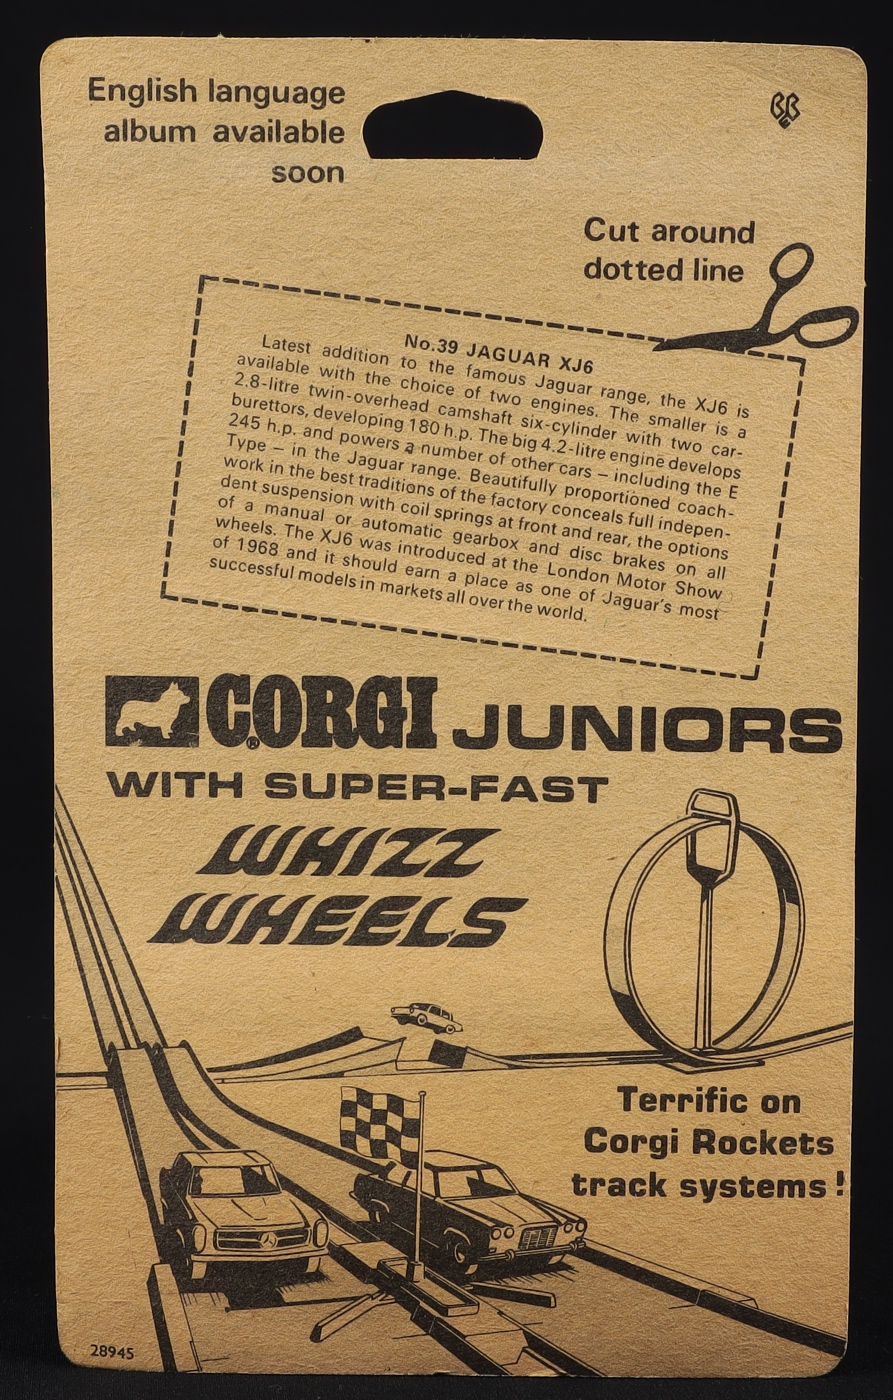 English language
album available
soon
Cut around
dotted line
No.39 JAGUAR XJ6
Latest addition to the famous Jaguar range, the XJ6 is
available with the choice of two engines. The smaller is a
2.8-litre twin-overhead camshaft six-cylinder with two car-
burettors, developing 180 h.p. The big 4.2-litre engine develops
245 h.p. and powers a number of other cars – including the E
Type – in the Jaguar range. Beautifully proportioned coach-
work in the best traditions of the factory conceals full indepen-
dent suspension with coil springs at front and rear, the options
of a manual or automatic gearbox and disc brakes on all
wheels. The XJ6 was introduced at the London Motor Show
of 1968 and it should earn a place as one of Jaguar's most
successful models in markets all over the world.
CORGI® JUNIORS
WITH SUPER-FAST
WHIZZ
WHEELS
Terrific on
Corgi Rockets
track systems!
28945